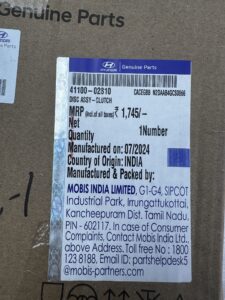 Genuine Parts
HYUNDAI
HYUNDAI Genuine Parts
41100 - 02810
DISC ASSY-CLUTCH
MRP (Incl.of all taxes) ₹ 1,745/-
Net
Quantity 1Number
Manufactured on: 07/2024
Country of Origin: INDIA
Manufactured & Packed by:
MOBIS INDIA LIMITED, G1-G4, SIPCOT
Industrial Park, Irrungattukottai,
Kancheepuram Dist. Tamil Nadu.
PIN - 602117. In case of Consumer
Complaints, Contact Mobis India Ltd.,
above Address. Toll free No : 1800
123 8188, Email ID : partshelpdesk5
@mobis-partners.com